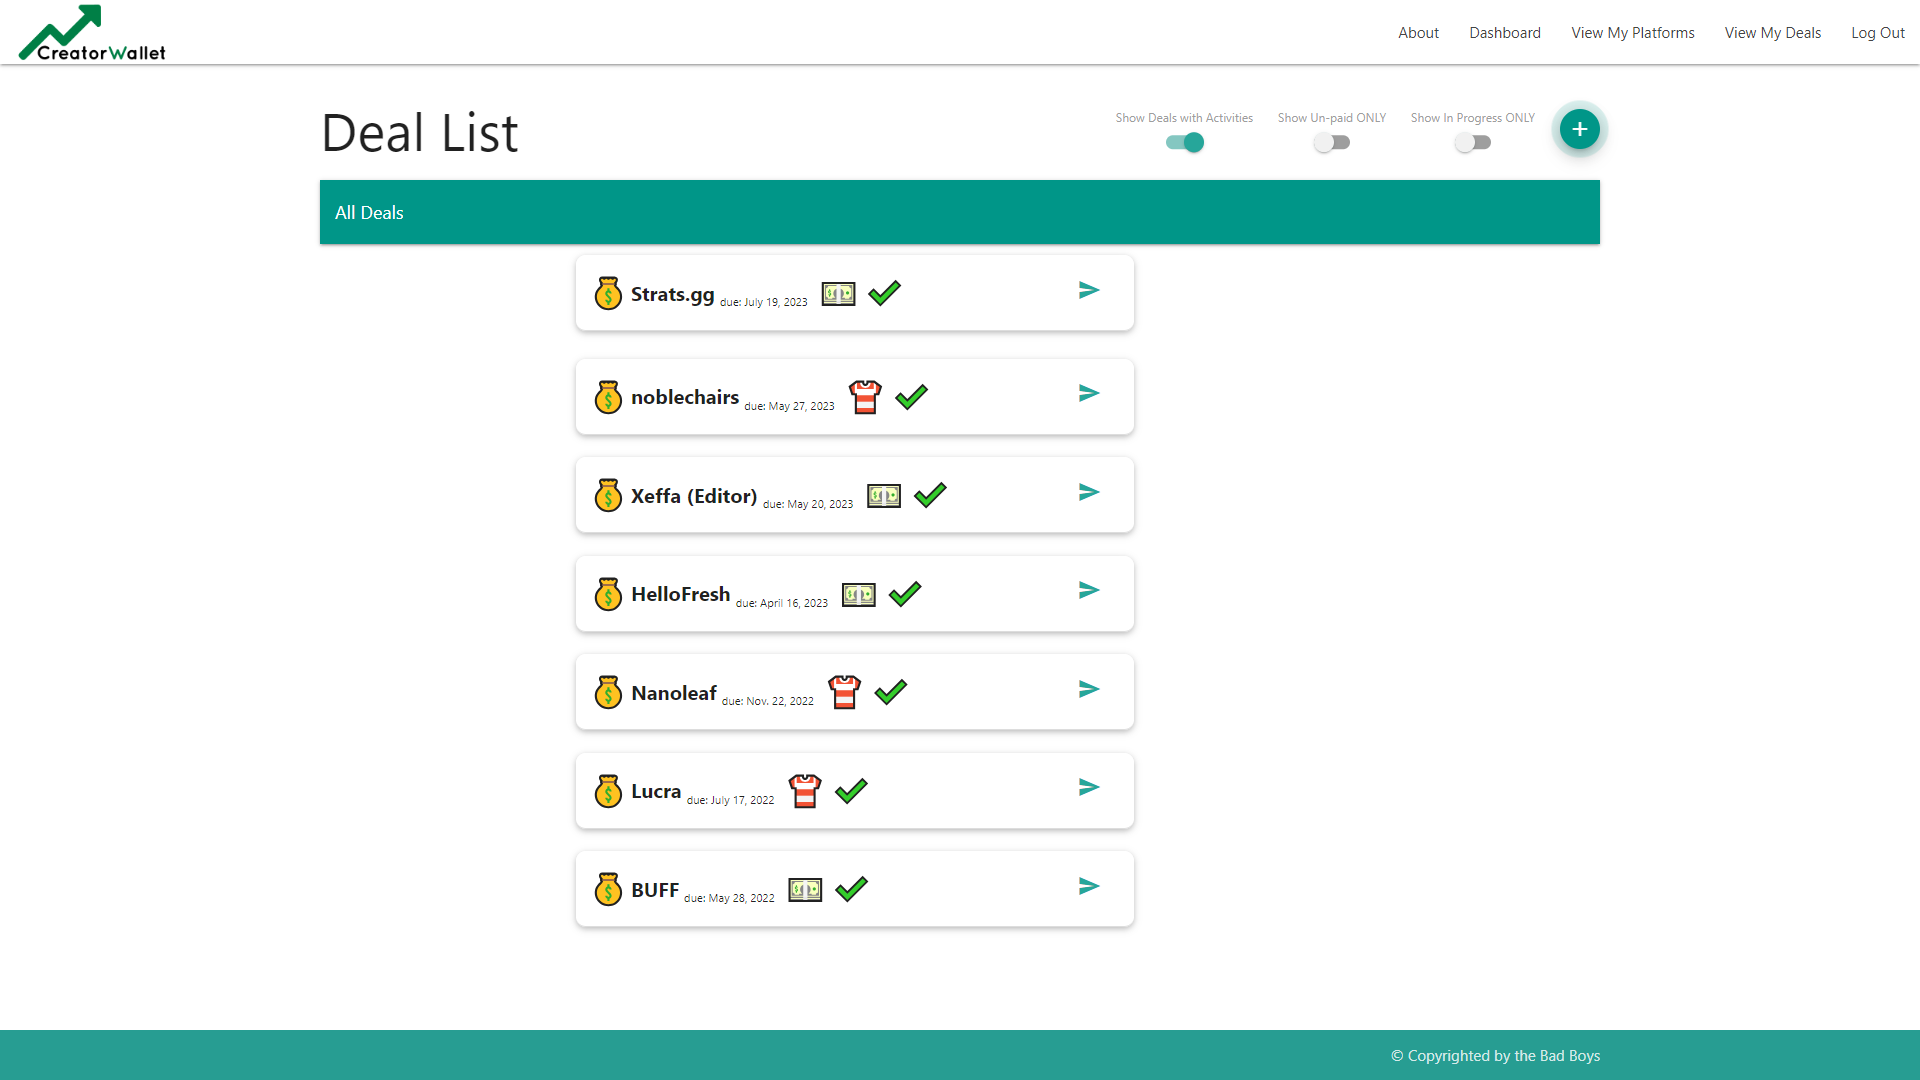 CreatorWallet
About Dashboard View My Platforms View My Deals Log Out
Deal List
Show Deals with Activities Show Un-paid ONLY Show In Progress ONLY
All Deals
Strats.gg due: July 19, 2023
noblechairs due: May 27, 2023
Xeffa (Editor) due: May 20, 2023
HelloFresh due: April 16, 2023
Nanoleaf due: Nov. 22, 2022
Lucra due: July 17, 2022
BUFF due: May 28, 2022
© Copyrighted by the Bad Boys